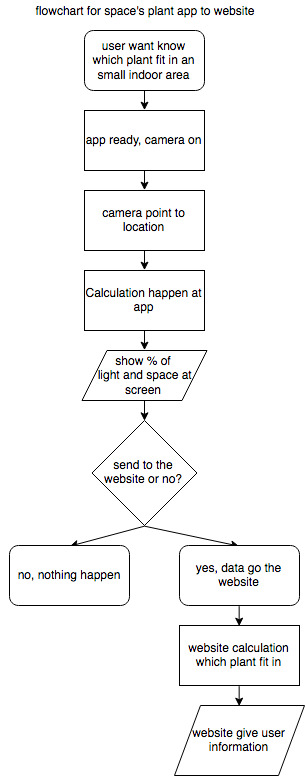 flowchart for space's plant app to website
user want know
which plant fit in an
small indoor area
app ready, camera on
camera point to
location
Calculation happen at
app
show % of
light and space at
screen
send to the
website or no?
no, nothing happen
yes, data go the
website
website calculation
which plant fit in
website give user
information